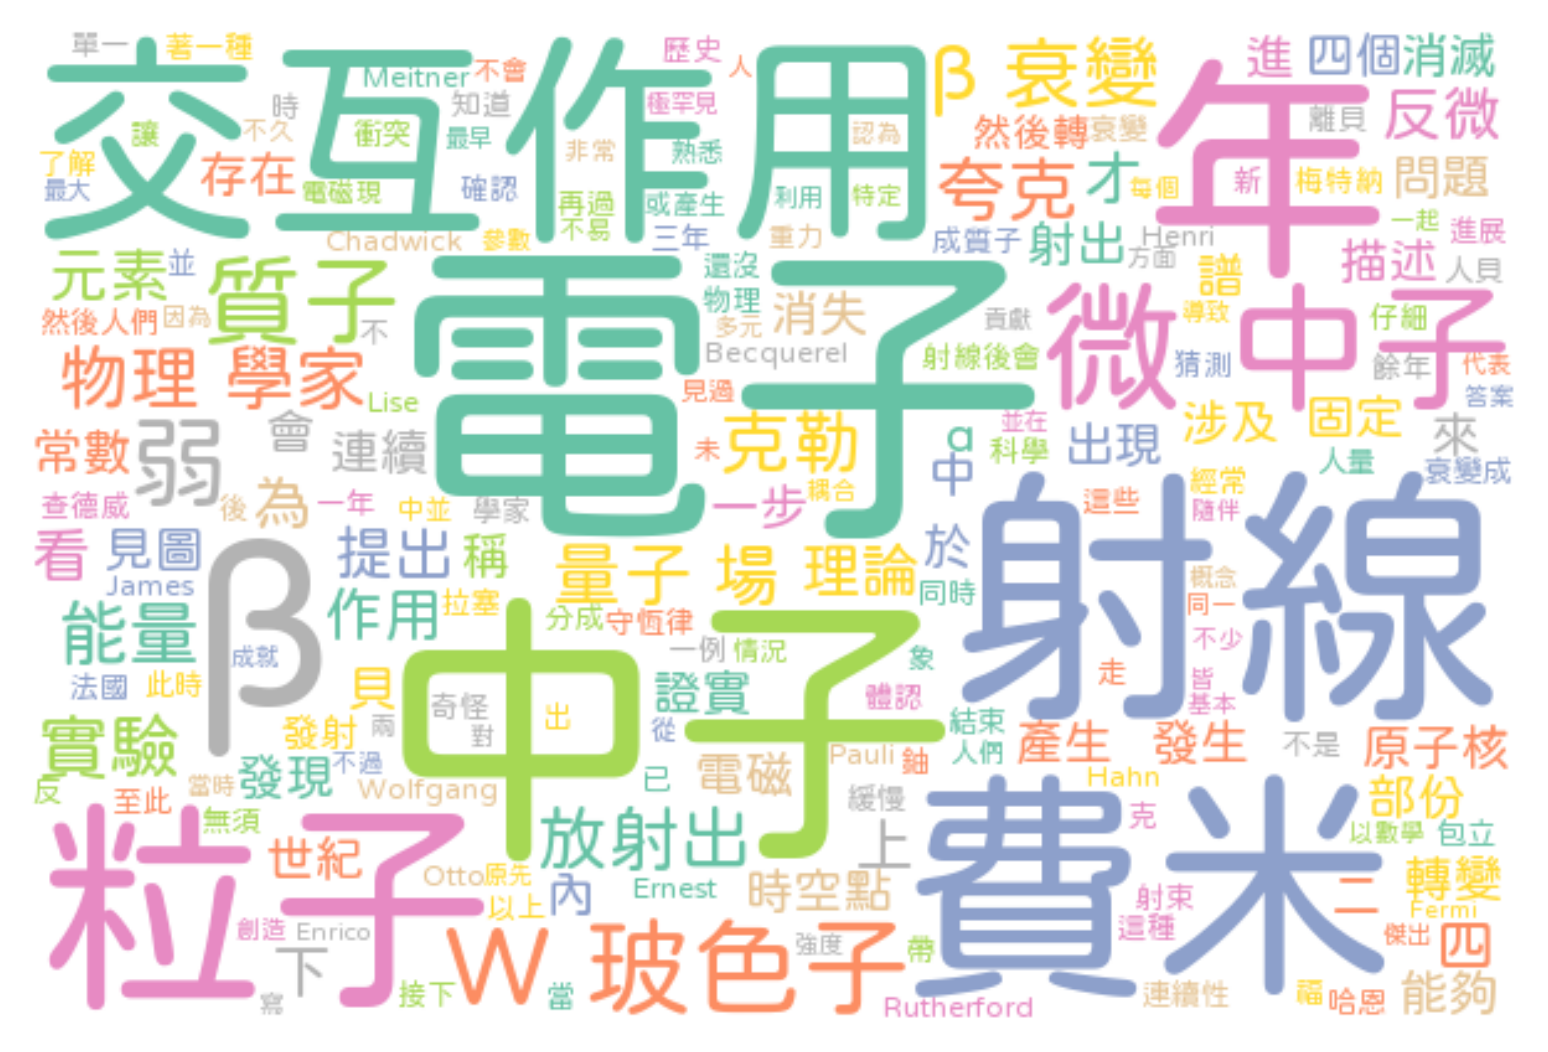 單一 著一種 歷史 人 β 衰變 進 四個 消滅
交互作用 年
Meitner 不會 知道 極罕見 時 反微
讓 不久 衝突 最早 非常 熟悉 認為 然後轉 衰變 離貝
了解 存在 電磁現 確認 再過 或產生 利用 特定 夸克 才 每個 新 梅特納 問題
最大 不易 三年 重力 成質子 射出 Henri 一起 進展
Chadwick 參數 方面 描述 人貝
元素 並 質子 電子 還沒 譜 微中子
然後人們 因為 不 物理 多元 消失 貢獻 導致 仔細
物理 學家 Becquerel 射線後會 猜測 餘年 代表
Lise 見過 答案
常數 弱 會 連續 未 克勒 α 並在 科學 出現 涉及 固定 來
中 人量 衰變成
查德威 後 為 一年 中並 學家 一步 耦合 這些 經常 隨伴
看 見圖 β 提出 稱 量子 場 理論 於 射線
James 同時 概念
能量 作用 拉塞 中子 分成 守恆律 同一
成就 一例 情況 象 不少
法國 此時 貝 奇怪 出 證實 體認 走 皆 基本
實驗 發射 兩 對 從 結束 產生 發生 不是 原子核
發現 不過 電磁 Pauli 鈾 人們
反 當時 Wolfgang 已 緩慢 Hahn 部份
至此 無須 放射出 上 費米 克 以數學 包立
粒子 世紀 Otto 原先 內 Ernest 時空點 二 轉變
以上 射束 Fermi
創造 Enrico W 玻色子 強度 帶 這種 傑出 四
下 接下 當 連續性 福 哈恩 能夠
寫 Rutherford